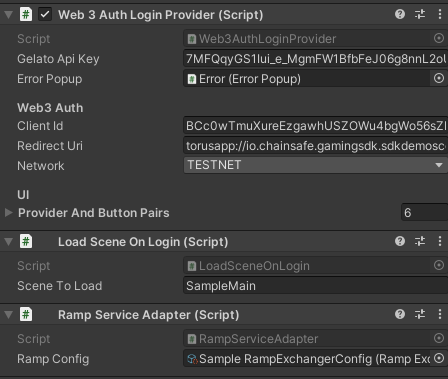 Web 3 Auth Login Provider (Script)
Script Web3AuthLoginProvider
Gelato Api Key
Error Popup Error (Error Popup)
Web3 Auth
Client Id
Redirect Uri torusapp://io.chainsafe.gamingsdk.sdkdemosc
Network TESTNET
UI
Provider And Button Pairs 6
Load Scene On Login (Script)
Script LoadSceneOnLogin
Scene To Load SampleMain
Ramp Service Adapter (Script)
Script RampServiceAdapter
Ramp Config Sample RampExchangerConfig (Ramp Exc